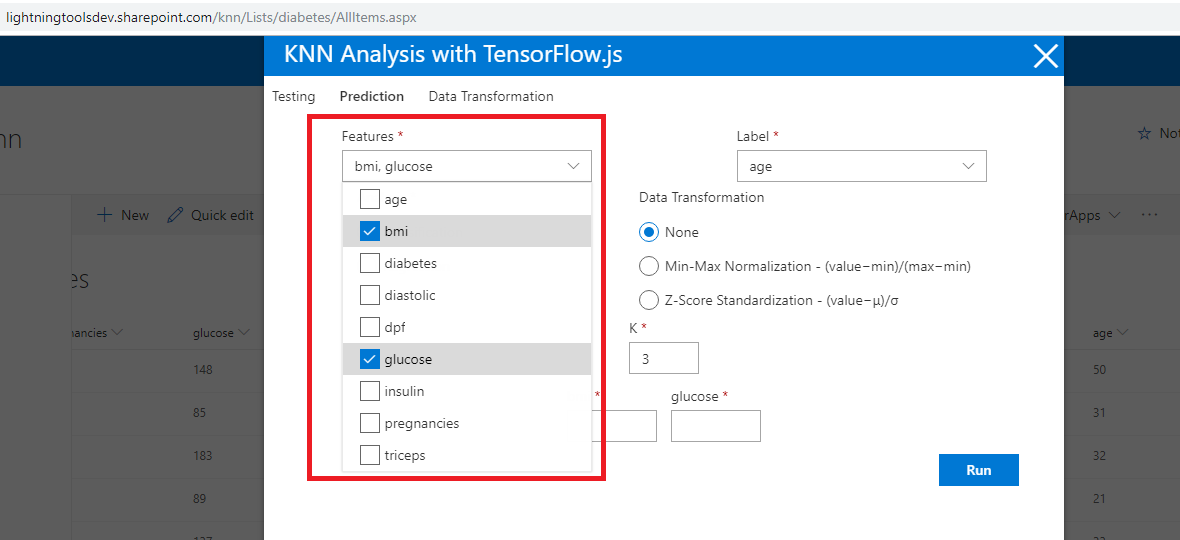 lightningtoolsdev.sharepoint.com/knn/Lists/diabetes/AllItems.aspx
KNN Analysis with TensorFlow.js
Testing Prediction Data Transformation
Features * Label *
bmi, glucose age
age
bmi
diabetes
diastolic
dpf
glucose
insulin
pregnancies
triceps
Data Transformation
None
Min-Max Normalization - (value−min)/(max−min)
Z-Score Standardization - (value−μ)/σ
K *
3
* glucose *
Run
nn
New Quick edit
es
nancies glucose
148
85
183
89
Not
rApps ···
age
50
31
32
21